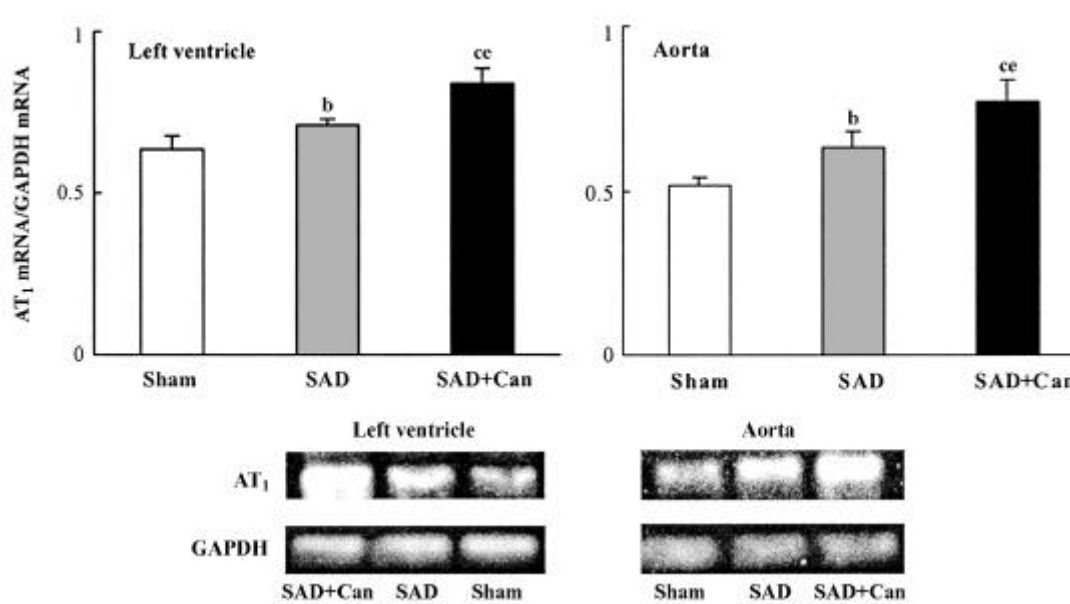 1
Left ventricle
b
ce
0.5
0
AT₁ mRNA/GAPDH mRNA
Sham SAD SAD+Can
1
Aorta
b
ce
0.5
0
Sham SAD SAD+Can
Left ventricle
AT₁
GAPDH
SAD+Can SAD Sham
Aorta
Sham SAD SAD+Can